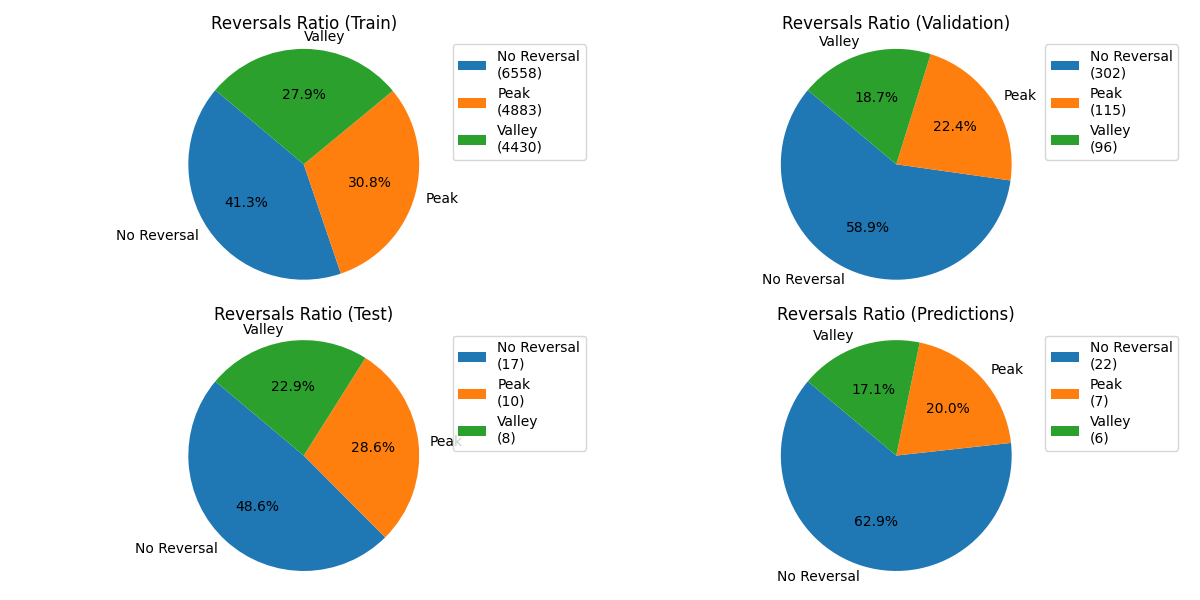 Reversals Ratio (Train)
Valley
27.9%
30.8%
41.3%
Peak
No Reversal
No Reversal
(6558)
Peak
(4883)
Valley
(4430)
Reversals Ratio (Validation)
Valley
18.7%
Peak
22.4%
58.9%
No Reversal
No Reversal
(302)
Peak
(115)
Valley
(96)
Reversals Ratio (Test)
Valley
22.9%
Peak
28.6%
48.6%
No Reversal
No Reversal
(17)
Peak
(10)
Valley
(8)
Reversals Ratio (Predictions)
Valley
Peak
17.1%
20.0%
62.9%
No Reversal
No Reversal
(22)
Peak
(7)
Valley
(6)